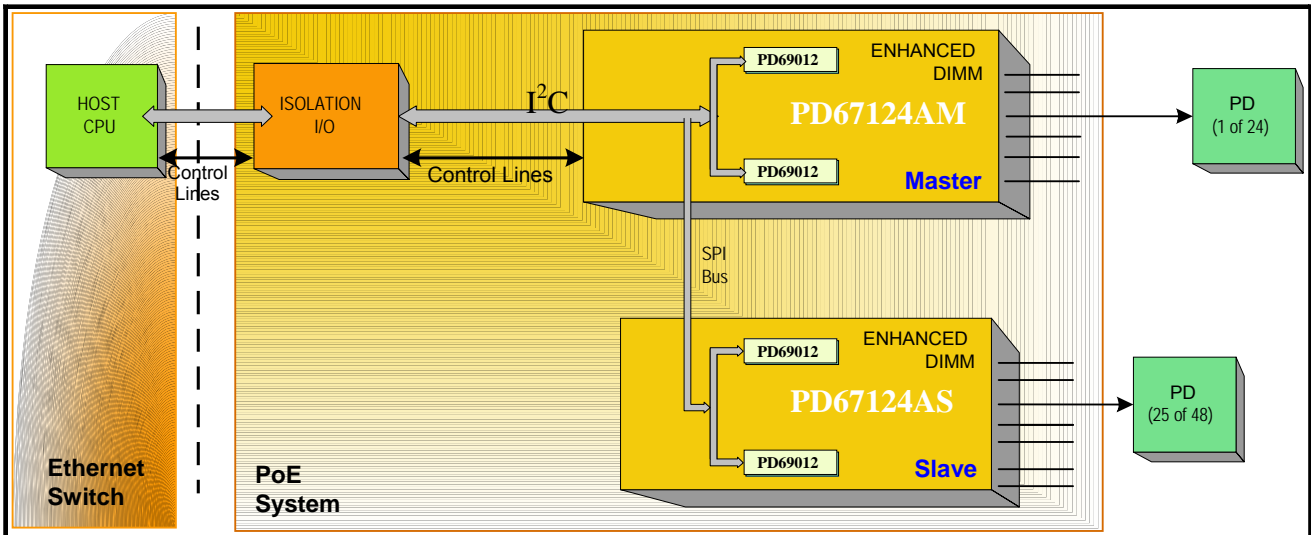 HOST
CPU
ISOLATION
I/O
I²C
Control
Lines
Control Lines
ENHANCED
DIMM
PD69012
PD67124AM
PD69012
Master
PD
(1 of 24)
SPI
Bus
ENHANCED
DIMM
PD69012
PD67124AS
PD69012
Slave
PD
(25 of 48)
Ethernet
Switch
PoE
System